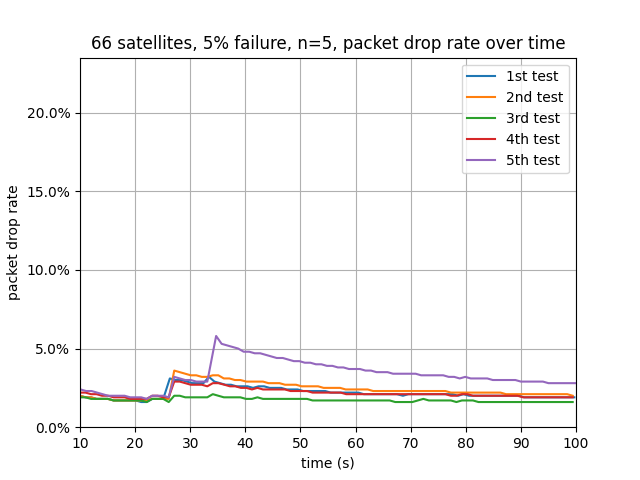 66 satellites, 5% failure, n=5, packet drop rate over time
1st test
2nd test
3rd test
4th test
5th test
packet drop rate
20.0%
15.0%
10.0%
5.0%
0.0%
10 20 30 40 50 60 70 80 90 100
time (s)